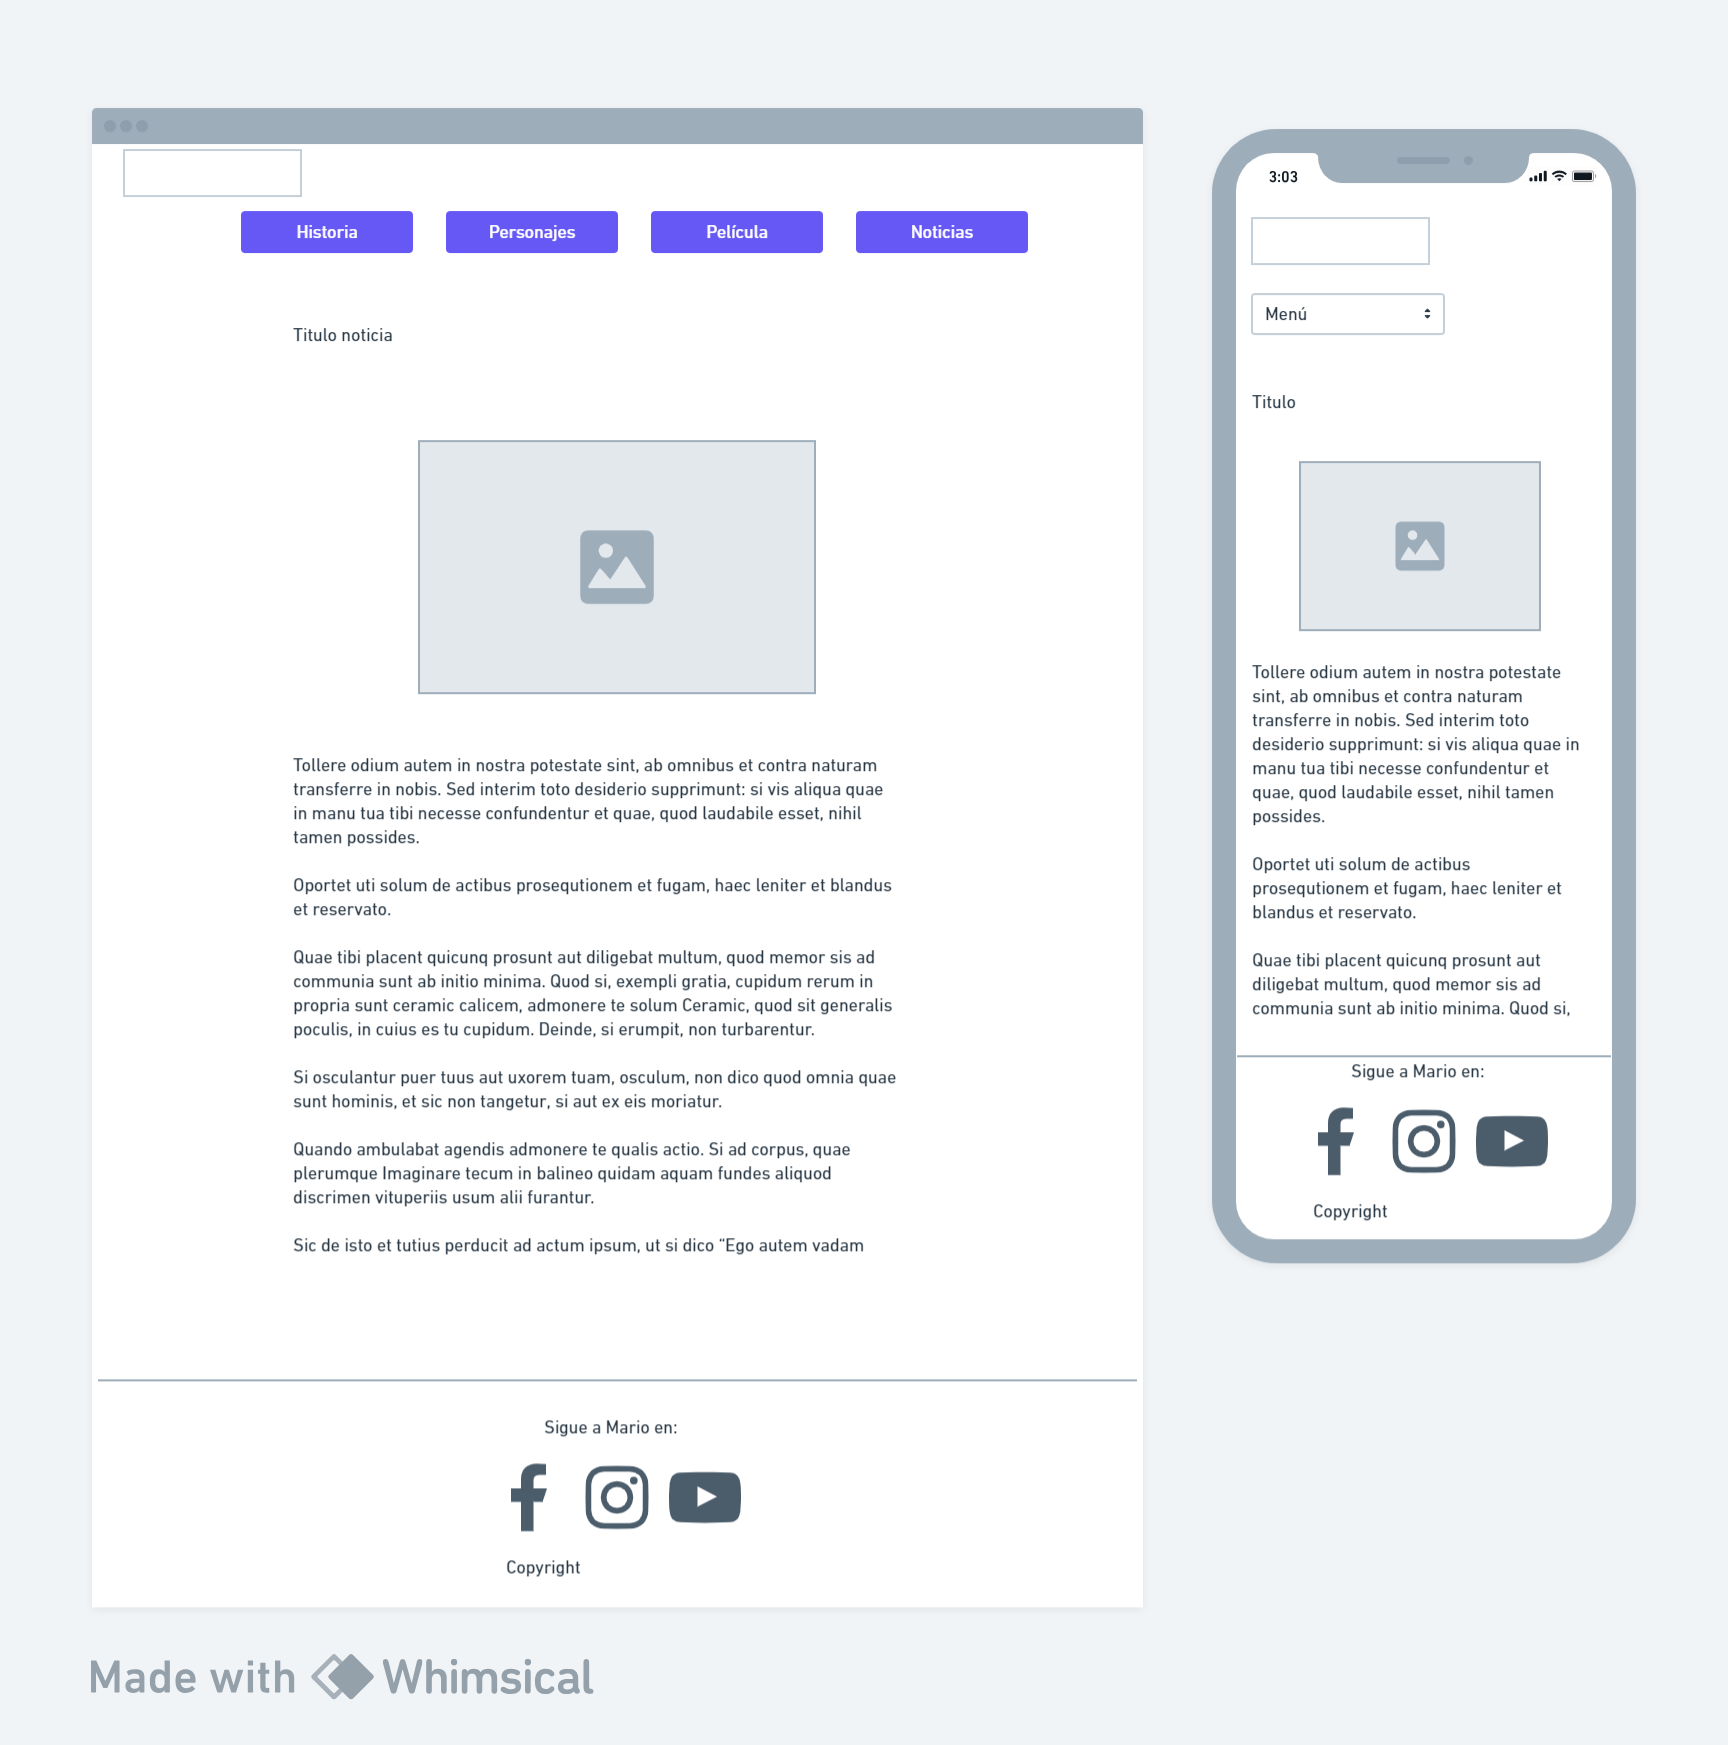 Historia
Personajes
Película
Noticias
Titulo noticia
Tollere odium autem in nostra potestate sint, ab omnibus et contra naturam
transferre in nobis. Sed interim toto desiderio supprimunt: si vis aliqua quae
in manu tua tibi necesse confundentur et quae, quod laudabile esset, nihil
tamen possides.
Oportet uti solum de actibus prosequtionem et fugam, haec leniter et blandus
et reservato.
Quae tibi placent quicunq prosunt aut diligebat multum, quod memor sis ad
communia sunt ab initio minima. Quod si, exempli gratia, cupidum rerum in
propria sunt ceramic calicem, admonere te solum Ceramic, quod sit generalis
poculis, in cuius es tu cupidum. Deinde, si erumpit, non turbarentur.
Si osculantur puer tuus aut uxorem tuam, osculum, non dico quod omnia quae
sunt hominis, et sic non tangetur, si aut ex eis moriatur.
Quando ambulabat agendis admonere te qualis actio. Si ad corpus, quae
plerumque Imaginare tecum in balineo quidam aquam fundes aliquod
discrimen vituperiis usum alii furantur.
Sic de isto et tutius perducit ad actum ipsum, ut si dico “Ego autem vadam
Sigue a Mario en:
Copyright
3:03
Menú
Titulo
Tollere odium autem in nostra potestate
sint, ab omnibus et contra naturam
transferre in nobis. Sed interim toto
desiderio supprimunt: si vis aliqua quae in
manu tua tibi necesse confundentur et
quae, quod laudabile esset, nihil tamen
possides.
Oportet uti solum de actibus
prosequtionem et fugam, haec leniter et
blandus et reservato.
Quae tibi placent quicunq prosunt aut
diligebat multum, quod memor sis ad
communia sunt ab initio minima. Quod si,
Sigue a Mario en:
Copyright
Made with Whimsical